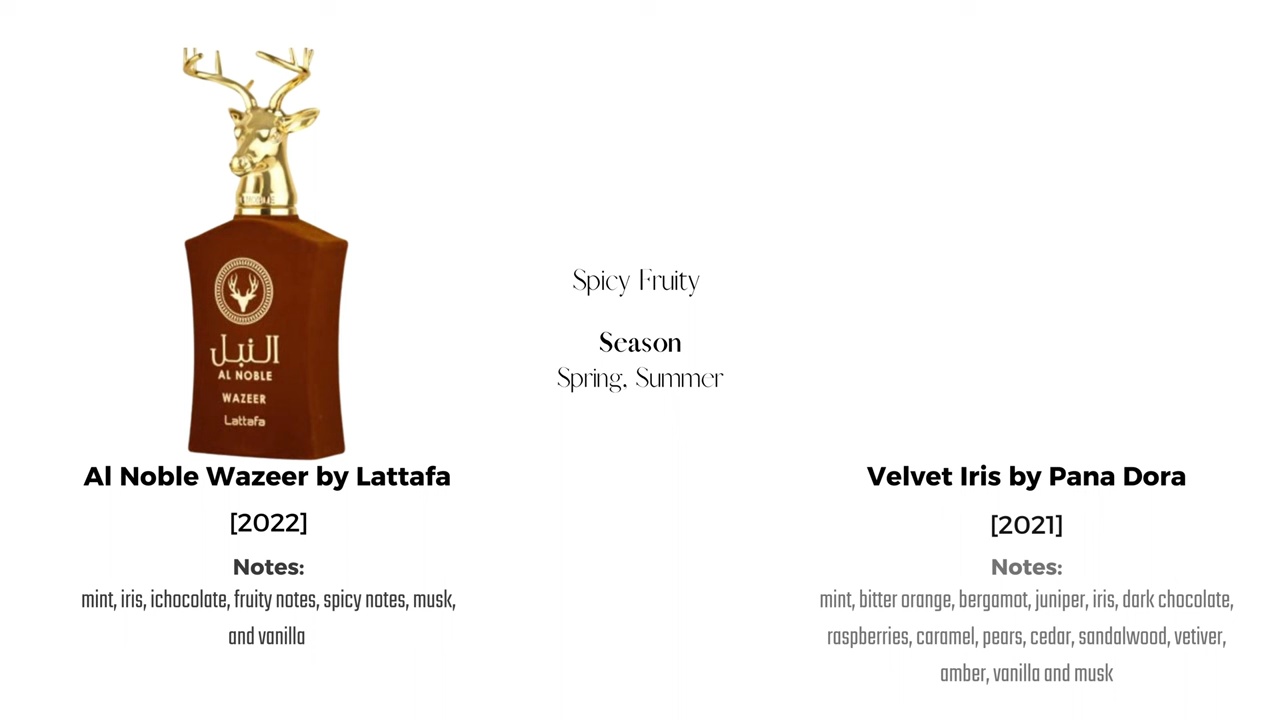 النبل
AL NOBLE
WAZEER
Lattafa
Spicy Fruity
Season
Spring, Summer
Al Noble Wazeer by Lattafa
[2022]
Notes:
mint, iris, ichocolate, fruity notes, spicy notes, musk,
and vanilla
Velvet Iris by Pana Dora
[2021]
Notes:
mint, bitter orange, bergamot, juniper, iris, dark chocolate,
raspberries, caramel, pears, cedar, sandalwood, vetiver,
amber, vanilla and musk